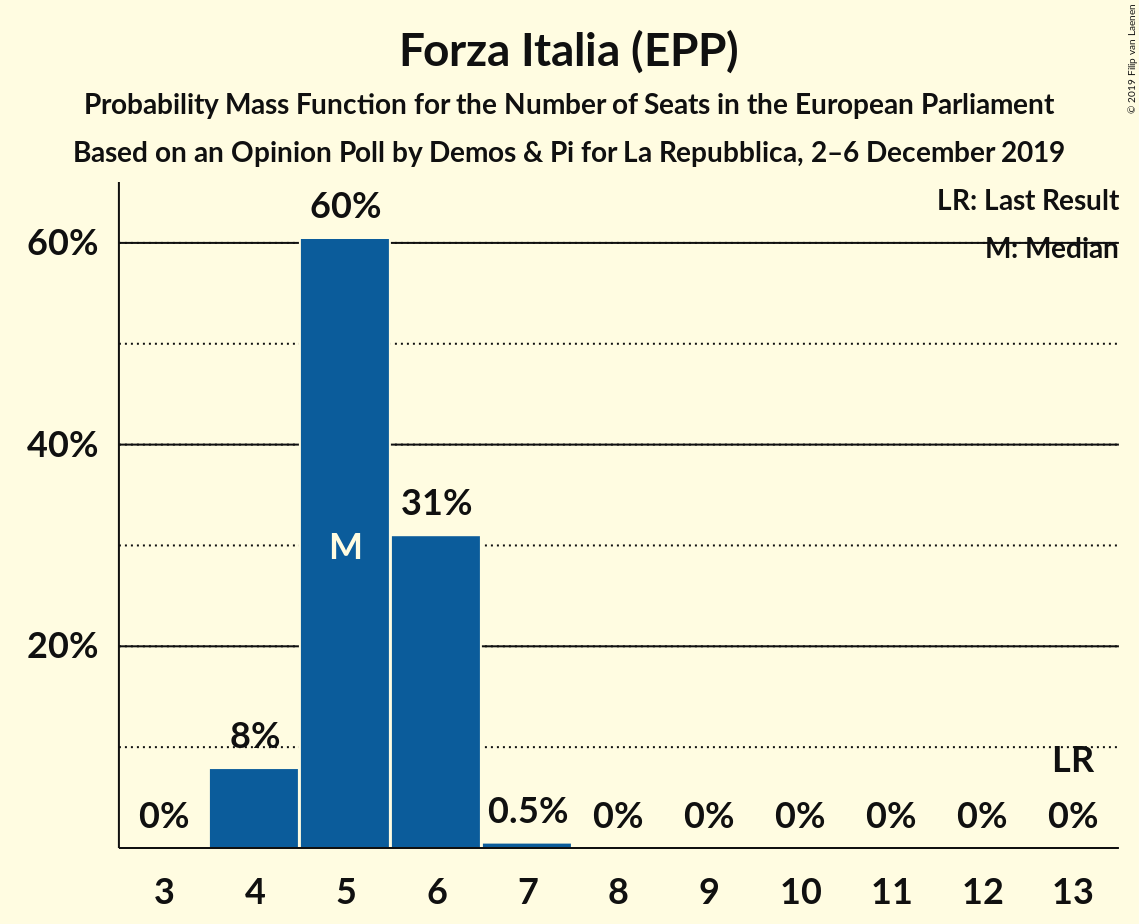 Forza Italia (EPP)
Probability Mass Function for the Number of Seats in the European Parliament
Based on an Opinion Poll by Demos & Pi for La Repubblica, 2–6 December 2019
© 2019 Filip van Laenen
LR: Last Result
M: Median
60%
40%
20%
0%
8%
60%
M
31%
0.5%
0%
0%
0%
0%
0%
LR
0%
3 4 5 6 7 8 9 10 11 12 13